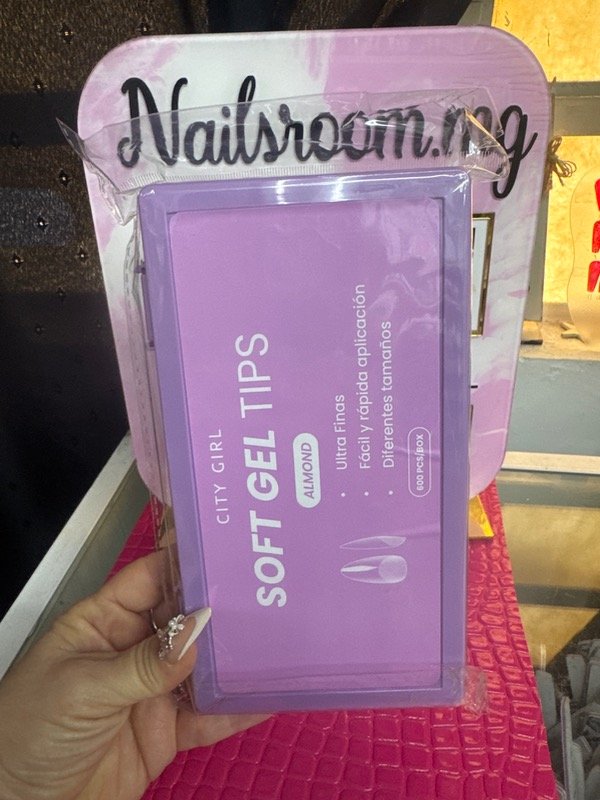 Nailsroom.mg
CITY GIRL
SOFT GEL TIPS
ALMOND
• Ultra Finas
• Fácil y rápida aplicación
• Diferentes tamaños
600 PCS/BOX